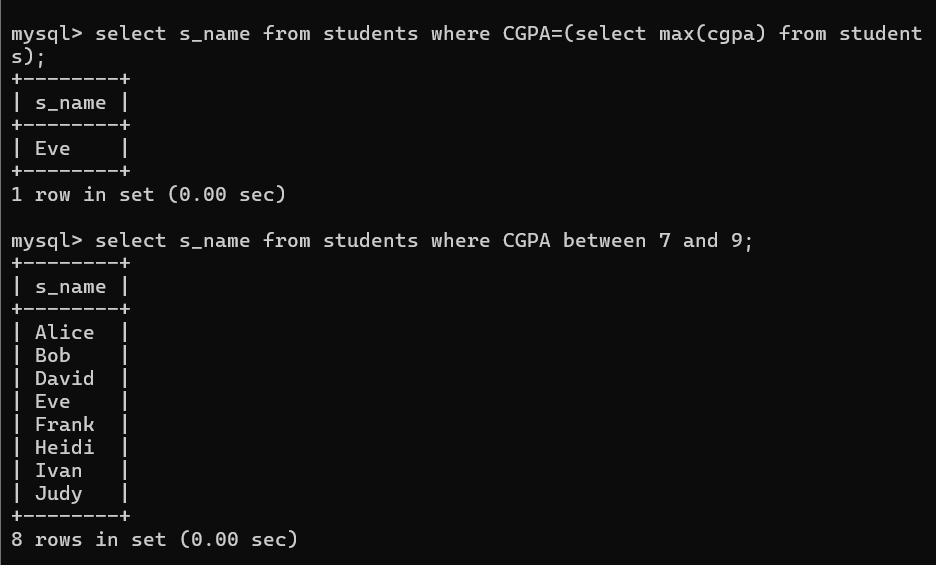 mysql> select s_name from students where CGPA=(select max(cgpa) from student
s);
+--------+
| s_name |
+--------+
| Eve    |
+--------+
1 row in set (0.00 sec)

mysql> select s_name from students where CGPA between 7 and 9;
+--------+
| s_name |
+--------+
| Alice  |
| Bob    |
| David  |
| Eve    |
| Frank  |
| Heidi  |
| Ivan   |
| Judy   |
+--------+
8 rows in set (0.00 sec)